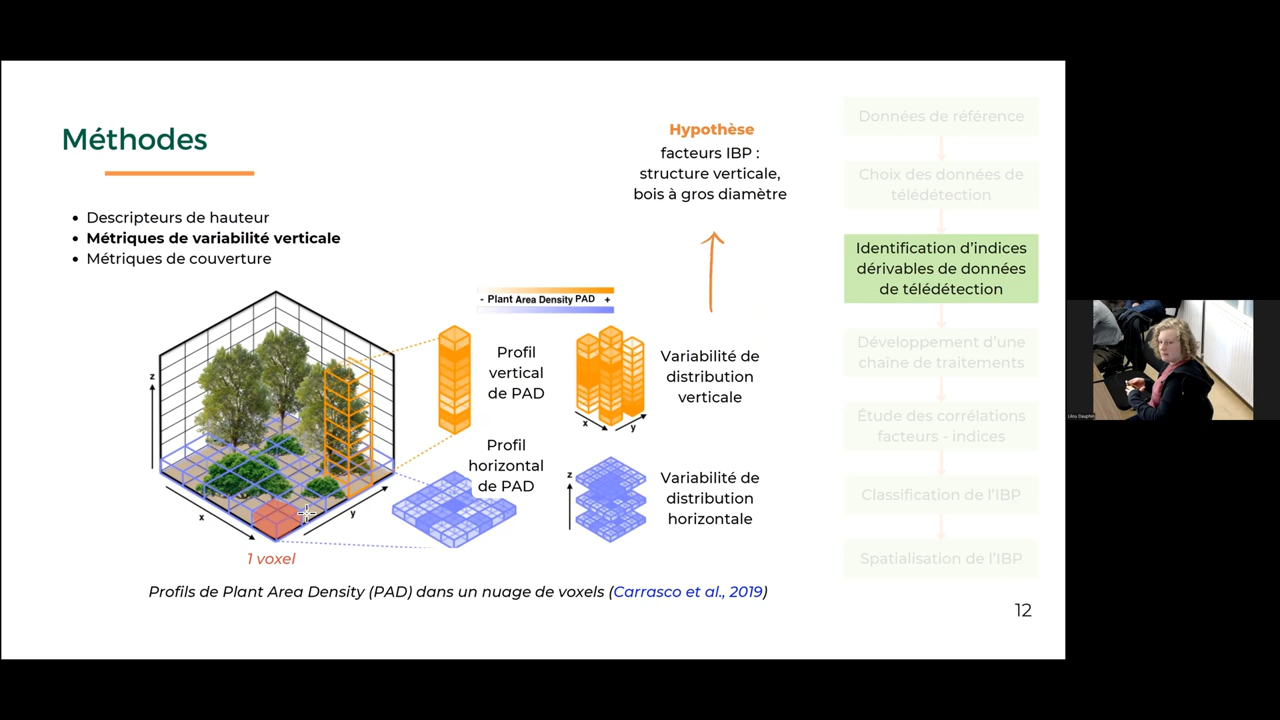 Méthodes
Descripteurs de hauteur
Métriques de variabilité verticale
Métriques de couverture
Hypothèse
facteurs IBP :
structure verticale,
bois à gros diamètre
- Plant Area Density PAD +
z
x
y
1 voxel
Profil
vertical
de PAD
Profil
horizontal
de PAD
x
y
Variabilité de
distribution
verticale
z
Variabilité de
distribution
horizontale
Profils de Plant Area Density (PAD) dans un nuage de voxels (Carrasco et al., 2019)
Données de référence
Choix des données de
télédétection
Identification d'indices
dérivables de données
de télédétection
Développement d'une
chaîne de traitements
Étude des corrélations
facteurs - indices
Classification de l'IBP
Spatialisation de l'IBP
12
Lilou Dauphin